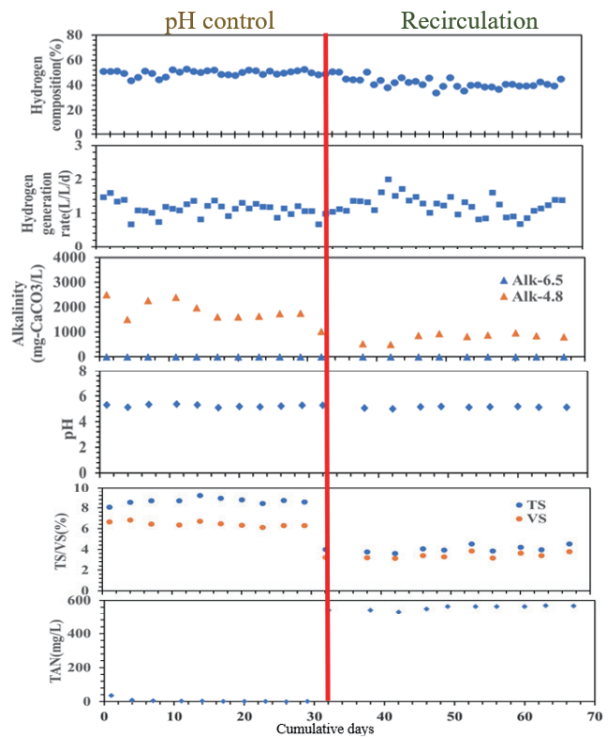 pH control Recirculation
Hydrogen
composition(%)
80
60
40
20
0
Hydrogen
generation
rate(L/L/d)
3
2
1
0
Alkalinity
(mg-CaCO3/L)
4000
3000
2000
1000
0
Alk-6.5
Alk-4.8
pH
8
6
4
2
0
TS/VS(%)
10
8
6
4
2
0
TS
VS
TAN(mg/L)
600
400
200
0
0 10 20 30 40 50 60 70
Cumulative days